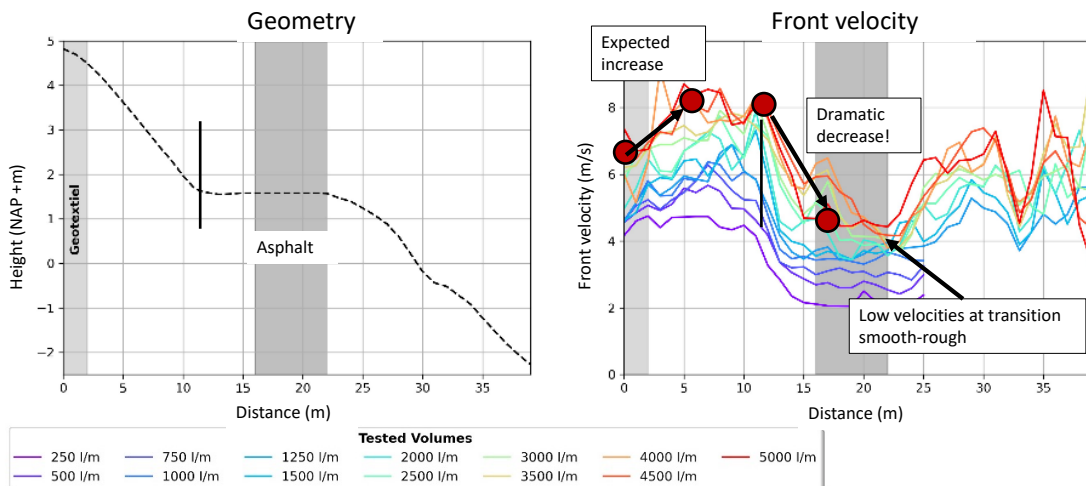 Geometry
Front velocity
5
4
3
2
1
0
−1
−2
Height (NAP +m)
Geotextiel
Asphalt
0
5
10
15
20
25
30
35
Distance (m)
Expected
increase
Dramatic
decrease!
Low velocities at transition
smooth-rough
8
6
4
2
0
Front velocity (m/s)
0
5
10
15
20
25
30
35
Distance (m)
Tested Volumes
250 l/m
750 l/m
1250 l/m
2000 l/m
3000 l/m
4000 l/m
5000 l/m
500 l/m
1000 l/m
1500 l/m
2500 l/m
3500 l/m
4500 l/m